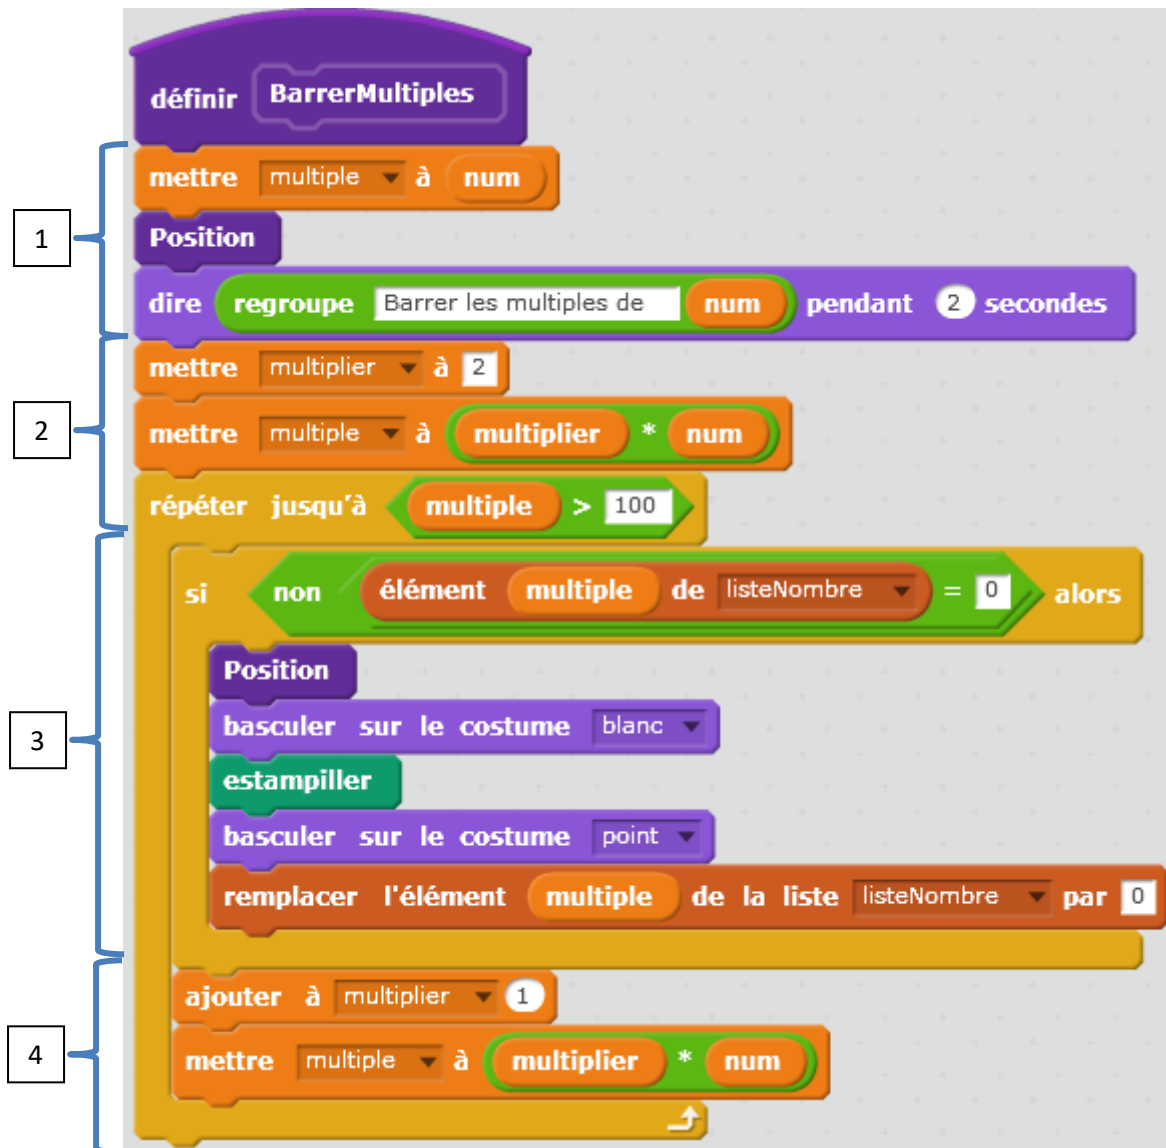 définir BarrerMultiples
mettre multiple à num
1
Position
dire regroupe Barrer les multiples de num pendant 2 secondes
mettre multiplier à 2
2
mettre multiple à multiplier * num
répéter jusqu'à multiple > 100
si non élément multiple de listeNombre = 0 alors
Position
3
basculer sur le costume blanc
estampiller
basculer sur le costume point
remplacer l'élément multiple de la liste listeNombre par 0
ajouter à multiplier 1
4
mettre multiple à multiplier * num